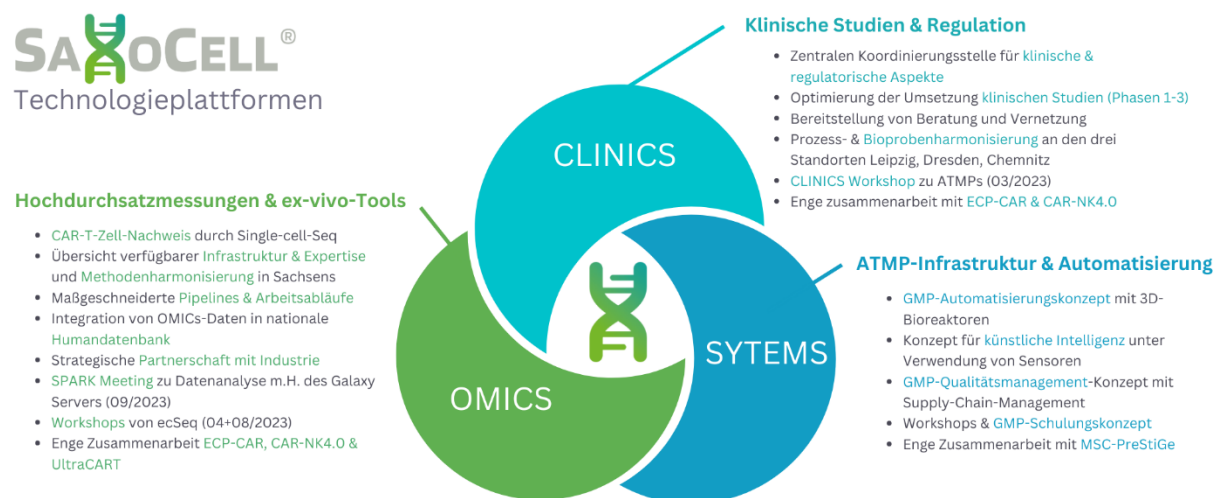 SAXOCELL®
Technologieplattformen
Klinische Studien & Regulation
• Zentralen Koordinierungsstelle für klinische &
regulatorische Aspekte
• Optimierung der Umsetzung klinischen Studien (Phasen 1-3)
• Bereitstellung von Beratung und Vernetzung
• Prozess- & Bioprobenharmonisierung an den drei
Standorten Leipzig, Dresden, Chemnitz
• CLINICS Workshop zu ATMPs (03/2023)
• Enge zusammenarbeit mit ECP-CAR & CAR-NK4.0
CLINICS
Hochdurchsatzmessungen & ex-vivo-Tools
• CAR-T-Zell-Nachweis durch Single-cell-Seq
• Übersicht verfügbarer Infrastruktur & Expertise
und Methodenharmonisierung in Sachsens
• Maßgeschneiderte Pipelines & Arbeitsabläufe
• Integration von OMICs-Daten in nationale
Humandatenbank
• Strategische Partnerschaft mit Industrie
• SPARK Meeting zu Datenanalyse m.H. des Galaxy
Servers (09/2023)
• Workshops von ecSeq (04+08/2023)
• Enge Zusammenarbeit ECP-CAR, CAR-NK4.0 &
UltraCART
OMICS
SYTEMS
ATMP-Infrastruktur & Automatisierung
• GMP-Automatisierungskonzept mit 3D-
Bioreaktoren
• Konzept für künstliche Intelligenz unter
Verwendung von Sensoren
• GMP-Qualitätsmanagement-Konzept mit
Supply-Chain-Management
• Workshops & GMP-Schulungskonzept
• Enge Zusammenarbeit mit MSC-PreStiGe